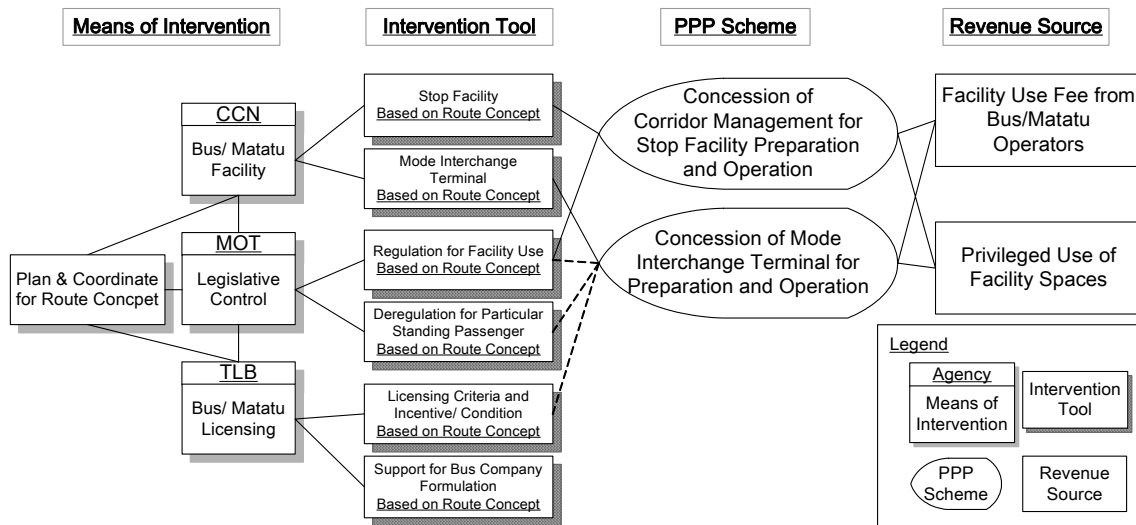 Means of Intervention
Intervention Tool
PPP Scheme
Revenue Source
Plan & Coordinate
for Route Concpet
CCN
Bus/ Matatu
Facility
MOT
Legislative
Control
TLB
Bus/ Matatu
Licensing
Stop Facility
Based on Route Concept
Mode Interchange
Terminal
Based on Route Concept
Regulation for Facility Use
Based on Route Concept
Deregulation for Particular
Standing Passenger
Based on Route Concept
Licensing Criteria and
Incentive/ Condition
Based on Route Concept
Support for Bus Company
Formulation
Based on Route Concept
Concession of
Corridor Management for
Stop Facility Preparation
and Operation
Concession of Mode
Interchange Terminal for
Preparation and Operation
Facility Use Fee from
Bus/Matatu
Operators
Privileged Use of
Facility Spaces
Legend
Agency
Means of
Intervention
Intervention
Tool
PPP
Scheme
Revenue
Source